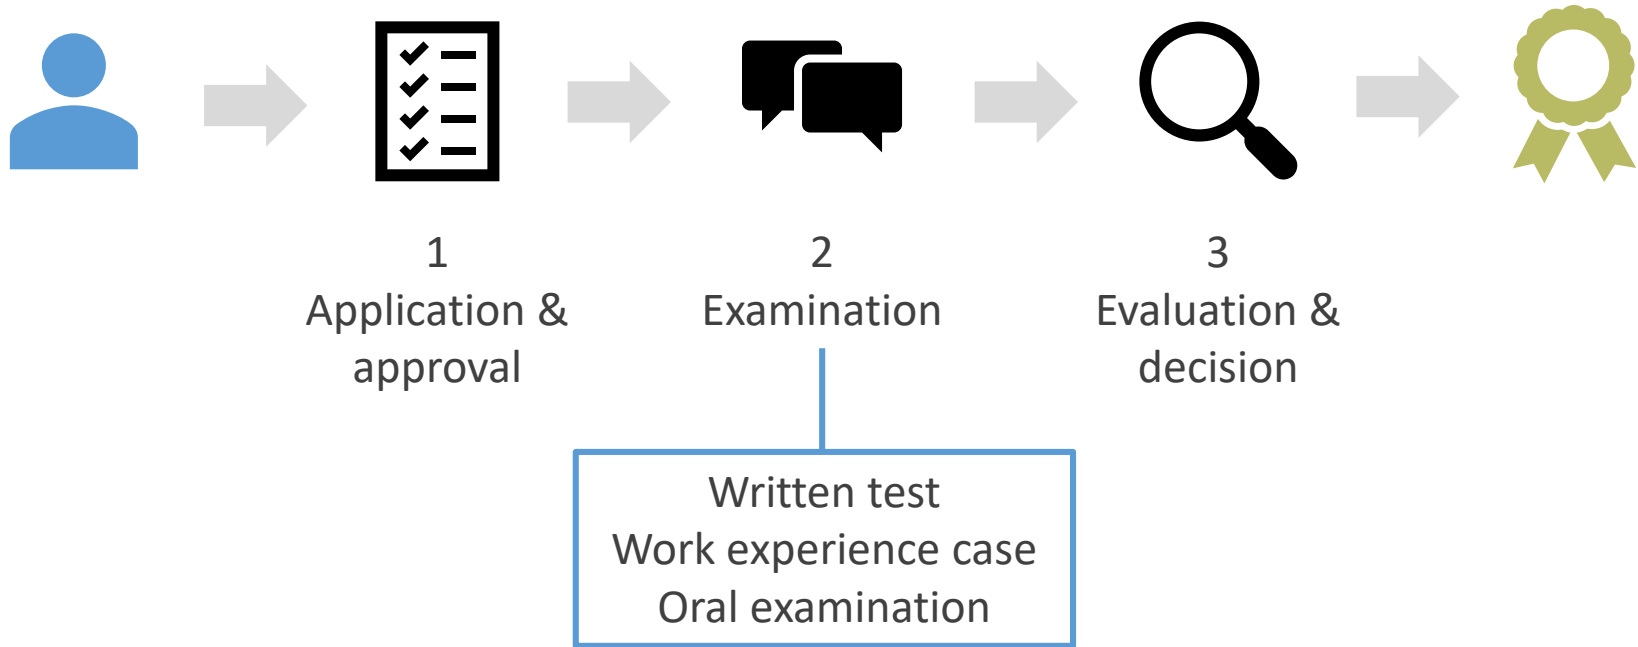 1
Application &
approval
2
Examination
3
Evaluation &
decision
Written test
Work experience case
Oral examination